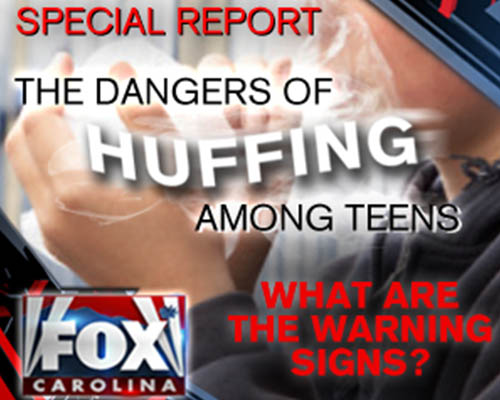 SPECIAL REPORT
THE DANGERS OF
HUFFING
AMONG TEENS
WHAT ARE
THE WARNING
SIGNS?
FOX
CAROLINA